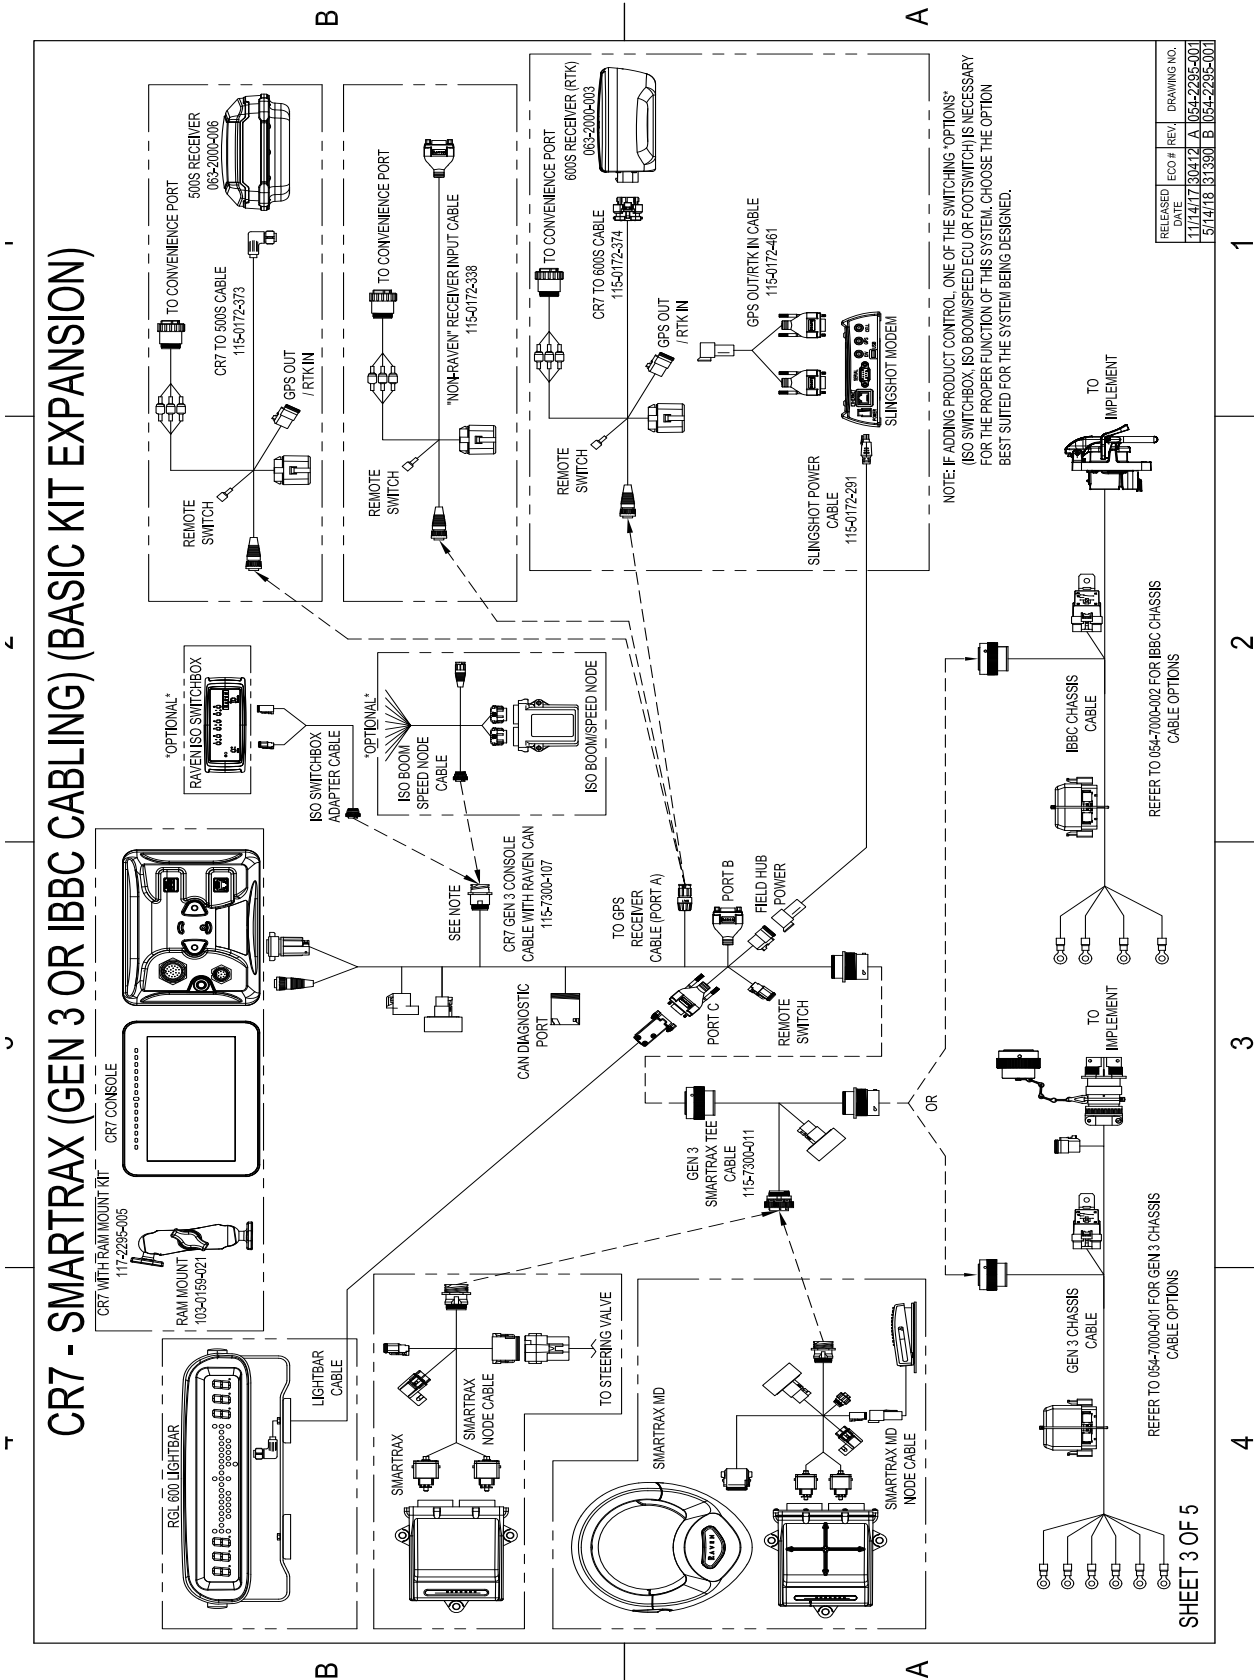 CR7 - SMARTRAX (GEN 3 OR IBBC CABLING) (BASIC KIT EXPANSION)
RGL 600 LIGHTBAR
LIGHTBAR
CABLE
CR7 WITH RAM MOUNT KIT
117-2295-005
RAM MOUNT
103-0159-021
CR7 CONSOLE
*OPTIONAL*
RAVEN ISO SWITCHBOX
ISO SWITCHBOX
ADAPTER CABLE
*OPTIONAL*
ISO BOOM
SPEED NODE
CABLE
ISO BOOM/SPEED NODE
SEE NOTE
CR7 GEN 3 CONSOLE
CABLE WITH RAVEN CAN
115-7300-107
CAN DIAGNOSTIC
PORT
TO GPS
RECEIVER
CABLE (PORT A)
PORT B
FIELD HUB
POWER
PORT C
REMOTE
SWITCH
500S RECEIVER
063-2000-006
TO CONVENIENCE PORT
CR7 TO 500S CABLE
115-0172-373
GPS OUT
/ RTK IN
REMOTE
SWITCH
TO CONVENIENCE PORT
"NON-RAVEN" RECEIVER INPUT CABLE
115-0172-338
REMOTE
SWITCH
600S RECEIVER (RTK)
063-2000-003
TO CONVENIENCE PORT
CR7 TO 600S CABLE
115-0172-374
GPS OUT
/ RTK IN
REMOTE
SWITCH
GPS OUT/RTK IN CABLE
115-0172-461
SLINGSHOT MODEM
SLINGSHOT POWER
CABLE
115-0172-291
NOTE: IF ADDING PRODUCT CONTROL, ONE OF THE SWITCHING *OPTIONS*
(ISO SWITCHBOX, ISO BOOM/SPEED ECU OR FOOTSWITCH) IS NECESSARY
FOR THE PROPER FUNCTION OF THIS SYSTEM. CHOOSE THE OPTION
BEST SUITED FOR THE SYSTEM BEING DESIGNED.
SMARTRAX
SMARTRAX
NODE CABLE
TO STEERING VALVE
SMARTRAX MD
RAVEN
SMARTRAX MD
NODE CABLE
GEN 3
SMARTRAX TEE
CABLE
115-7300-011
OR
GEN 3 CHASSIS
CABLE
TO
IMPLEMENT
REFER TO 054-7000-001 FOR GEN 3 CHASSIS
CABLE OPTIONS
IBBC CHASSIS
CABLE
TO
IMPLEMENT
REFER TO 054-7000-002 FOR IBBC CHASSIS
CABLE OPTIONS
RELEASED DATE ECO # REV. DRAWING NO.
11/14/17 30412 A 054-2295-001
5/14/18 31390 B 054-2295-001
SHEET 3 OF 5
4 3 2 1
B A
B A